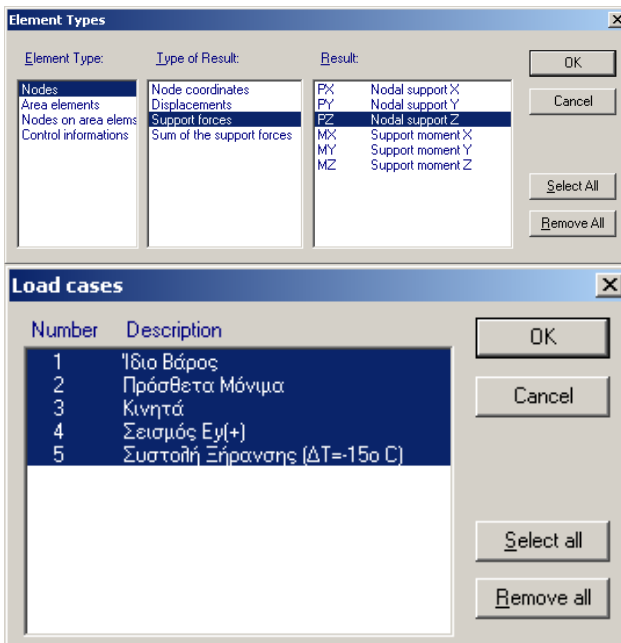 Element Types
Element Type: Type of Result: Result:
Nodes Node coordinates PX Nodal support X OK
Area elements Displacements PY Nodal support Y
Nodes on area elems Support forces PZ Nodal support Z Cancel
Control informations Sum of the support forces MX Support moment X
MY Support moment Y
MZ Support moment Z
Select All
Remove All
Load cases
Number Description OK
1 Ίδιο Βάρος
2 Πρόσθετα Μόνιμα
3 Κινητά Cancel
4 Σεισμός Ey(+)
5 Συστολή Ξήρανσης (ΔΤ=-15ο C)
Select all
Remove all